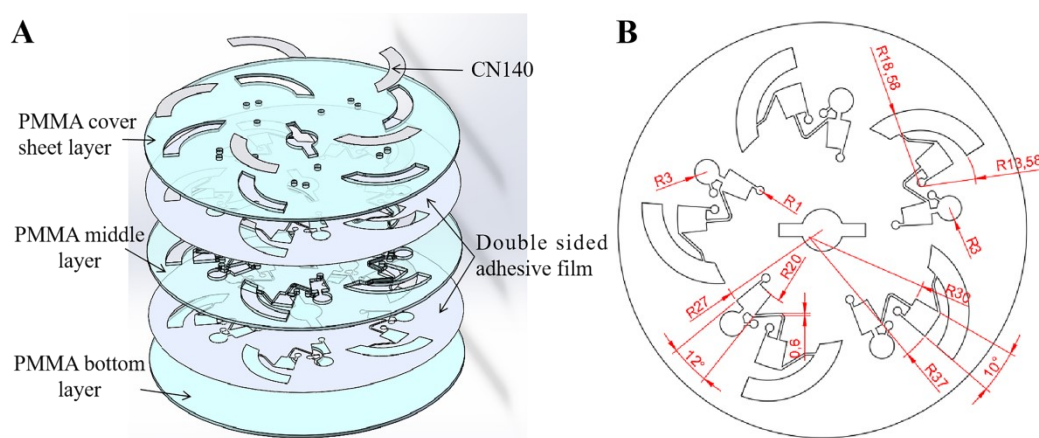 A
CN140
PMMA cover
sheet layer
PMMA middle
layer
Double sided
adhesive film
PMMA bottom
layer
B
R18,58
R13,58
R3
R1
R3
R20
R27
R30
0,6
12°
R37
10°